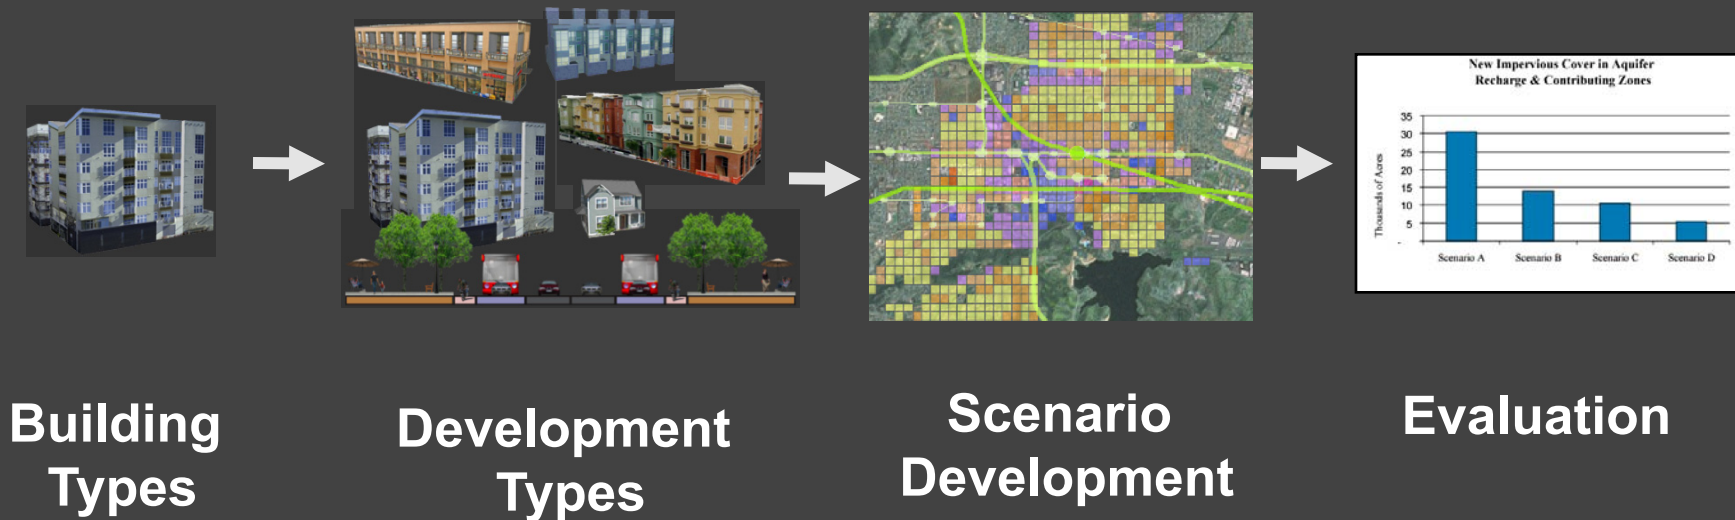 New Impervious Cover in Aquifer
Recharge & Contributing Zones
Thousands of Acres
35
30
25
20
15
10
5
-
Scenario A
Scenario B
Scenario C
Scenario D
Building
Types
Development
Types
Scenario
Development
Evaluation